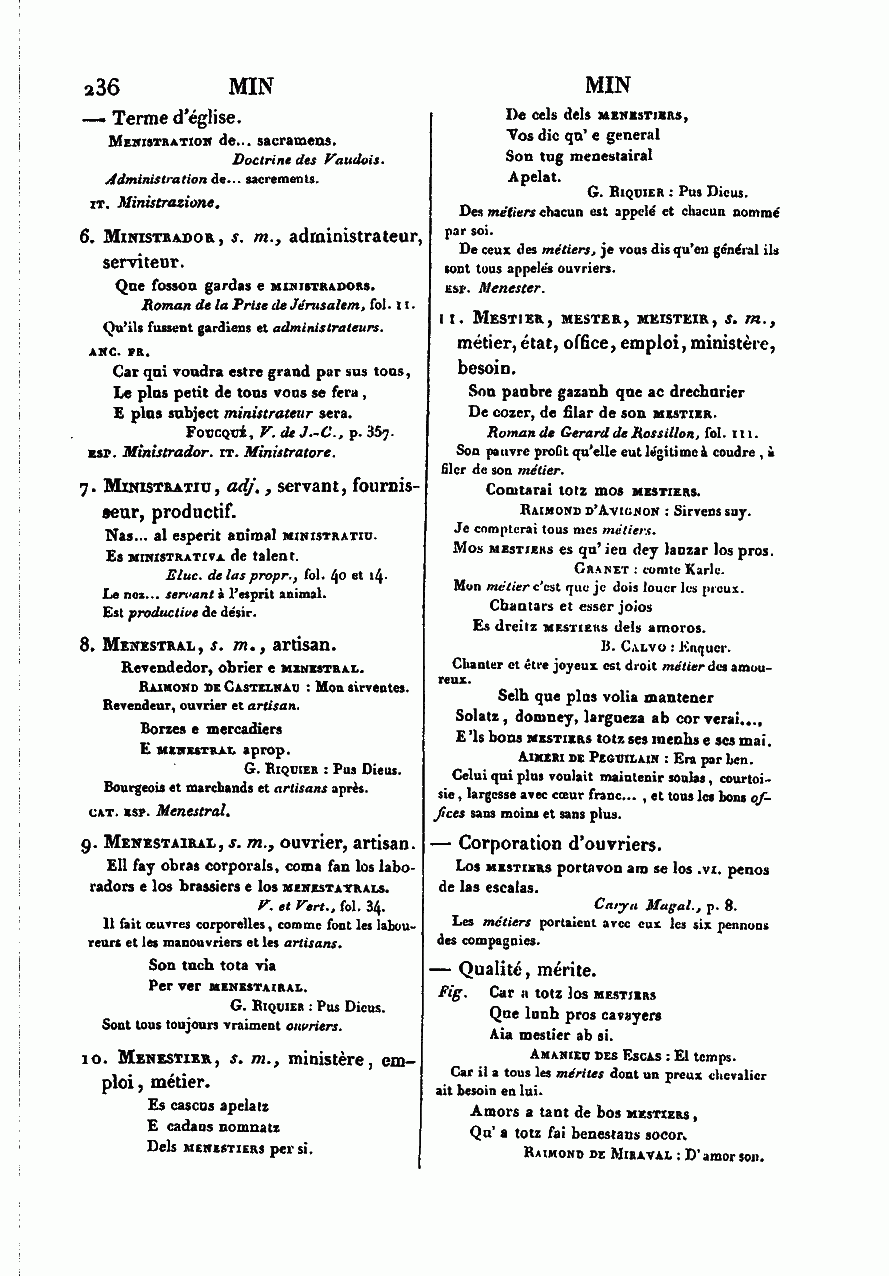 236 MIN MIN
— Terme d'église.
MENISTRATION de... sacramens.
Doctrine des Vaudois.
Administration de... sacrements.
IT. Ministrazione.
6. MINISTRADOR, s. m., administrateur,
serviteur.
Que fosson gardas e MINISTRADORS.
Roman de la Prise de Jérusalem, fol. 11.
Qu'ils fussent gardiens et administrateurs.
ANC. FR.
Car qui voudra estre grand par sus tous,
Le plus petit de tous vous se fera,
E plus subject ministrateur sera.
FOUCQUÉ, V. de J.-C., p. 357.
ESP. Ministrador. IT. Ministratore.
7. MINISTRATIU, adj., servant, fournis-
seur, productif.
Nas... al esperit animal MINISTRATIU.
Es MINISTRATIVA de talent.
Eluc. de las propr., fol. 40 et 14.
Le nez... servant à l'esprit animal.
Est productive de désir.
8. MENESTRAL, s. m., artisan.
Revendedor, obrier e MENESTRAL.
RAIMOND DE CASTELNAU : Mon sirventes.
Revendeur, ouvrier et artisan.
Borzes e mercadiers
E MENESTRAL aprop.
G. RIQUIER : Pus Dieus.
Bourgeois et marchands et artisans après.
CAT. ESP. Menestral.
9. MENESTAIRAL, s. m., ouvrier, artisan.
Ell fay obras corporals, coma fan los labo-
radors e los brassiers e los MENESTAYRALS.
V. et Vert., fol. 34.
Il fait œuvres corporelles, comme font les labou-
reurs et les manouvriers et les artisans.
Son tuch tota via
Per ver MENESTAIRAL.
G. RIQUIER : Pus Dieus.
Sont tous toujours vraiment ouvriers.
10. MENESTIER, s. m., ministère, em-
ploi, métier.
Es cascus apelatz
E cadaus nomnatz
Dels MENESTIERS per si.
De cels dels MENESTIERS,
Vos dic qu' e general
Son tug menestairal
Apelat.
G. RIQUIER : Pus Dieus.
Des métiers chacun est appelé et chacun nommé
par soi.
De ceux des métiers, je vous dis qu'en général ils
sont tous appelés ouvriers.
ESP. Menester.
11. MESTIER, MESTER, MEISTEIR, s. m.,
métier, état, office, emploi, ministère,
besoin.
Son paubre gazanh que ac drechurier
De cozer, de filar de son MESTIER.
Roman de Gerard de Rossillon, fol. 111.
Son pauvre profit qu'elle eut légitime à coudre, à
filer de son métier.
Comtarai totz mos MESTIERS.
RAIMOND D'AVIGNON : Sirvens suy.
Je compterai tous mes métiers.
Mos MESTIERS es qu' ieu dey lauzar los pros.
GRANET : comte Karle.
Mon métier c'est que je dois louer les preux.
Chantars et esser joios
Es dreitz MESTIERS dels amoros.
B. CALVO : Enquer.
Chanter et être joyeux est droit métier des amou-
reux.
Selh que plus volia mantener
Solatz, domney, largueza ab cor verai...,
E'ls bons MESTIERS totz ses menhs e ses mai.
AIMERI DE PEGUILAIN : Era par ben.
Celui qui plus voulait maintenir soulas, courtoi-
sie, largesse avec cœur franc..., et tous les bons of-
fices sans moins et sans plus.
— Corporation d'ouvriers.
Los MESTIERS portavon am se los .VI. penos
de las escalas.
Carya Magal., p. 8.
Les métiers portaient avec eux les six pennons
des compagnies.
— Qualité, mérite.
Fig. Car a totz los MESTIERS
Que lunh pros cavayers
Aia mestier ab si.
AMANIEU DES ESCAS : El temps.
Car il a tous les mérites dont un preux chevalier
ait besoin en lui.
Amors a tant de bos MESTIERS,
Qu' a totz fai benestans socors.
RAIMOND DE MIRAVAL : D'amor son.